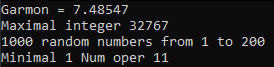 Garmon = 7.48547
Maximal integer 32767
1000 random numbers from 1 to 200
Minimal 1 Num oper 11